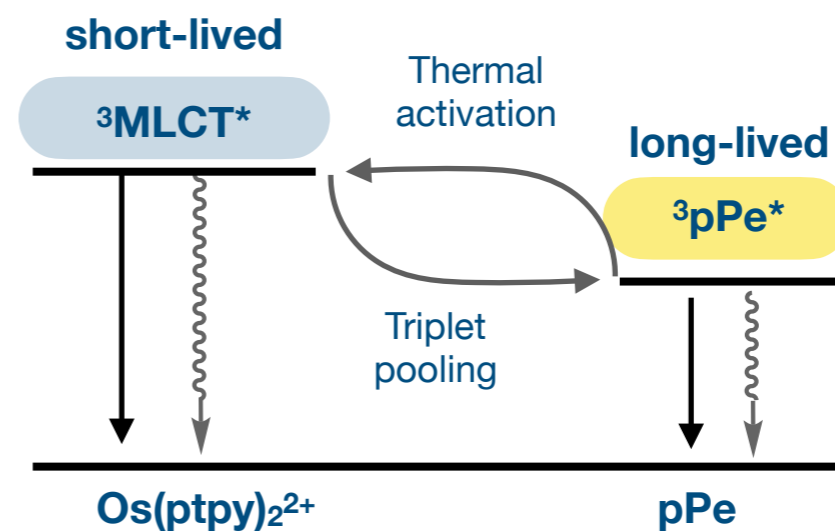 short-lived
³MLCT*
Thermal
activation
long-lived
³pPe*
Triplet
pooling
Os(ptpy)₂²⁺
pPe